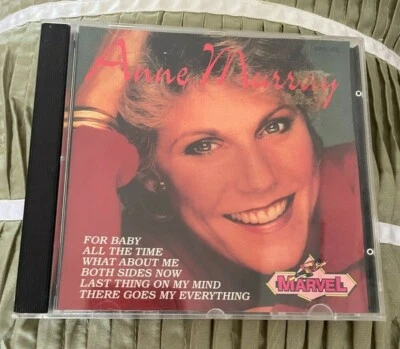 Anne Murray
FOR BABY
ALL THE TIME
WHAT ABOUT ME
BOTH SIDES NOW
LAST THING ON MY MIND
THERE GOES MY EVERYTHING
MARVEL